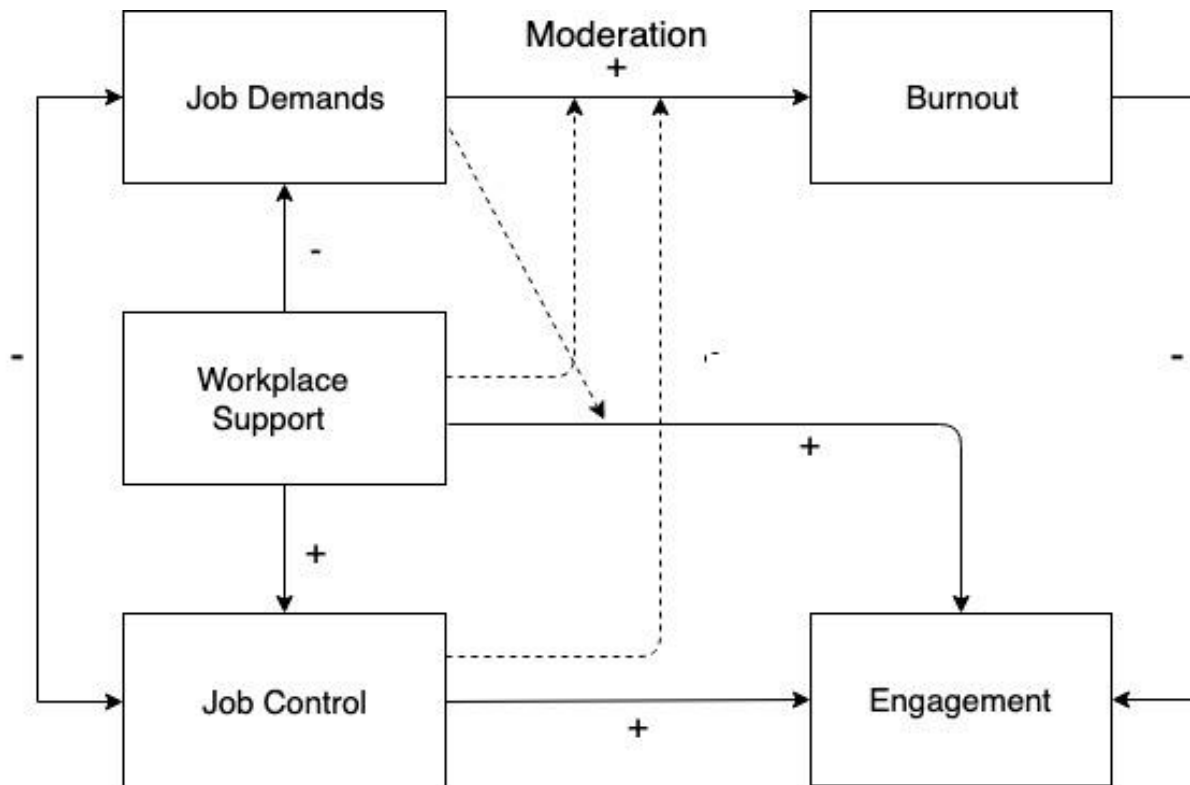 Moderation
+
Job Demands
Burnout
-
-
Workplace
Support
-
+
+
Job Control
Engagement
+